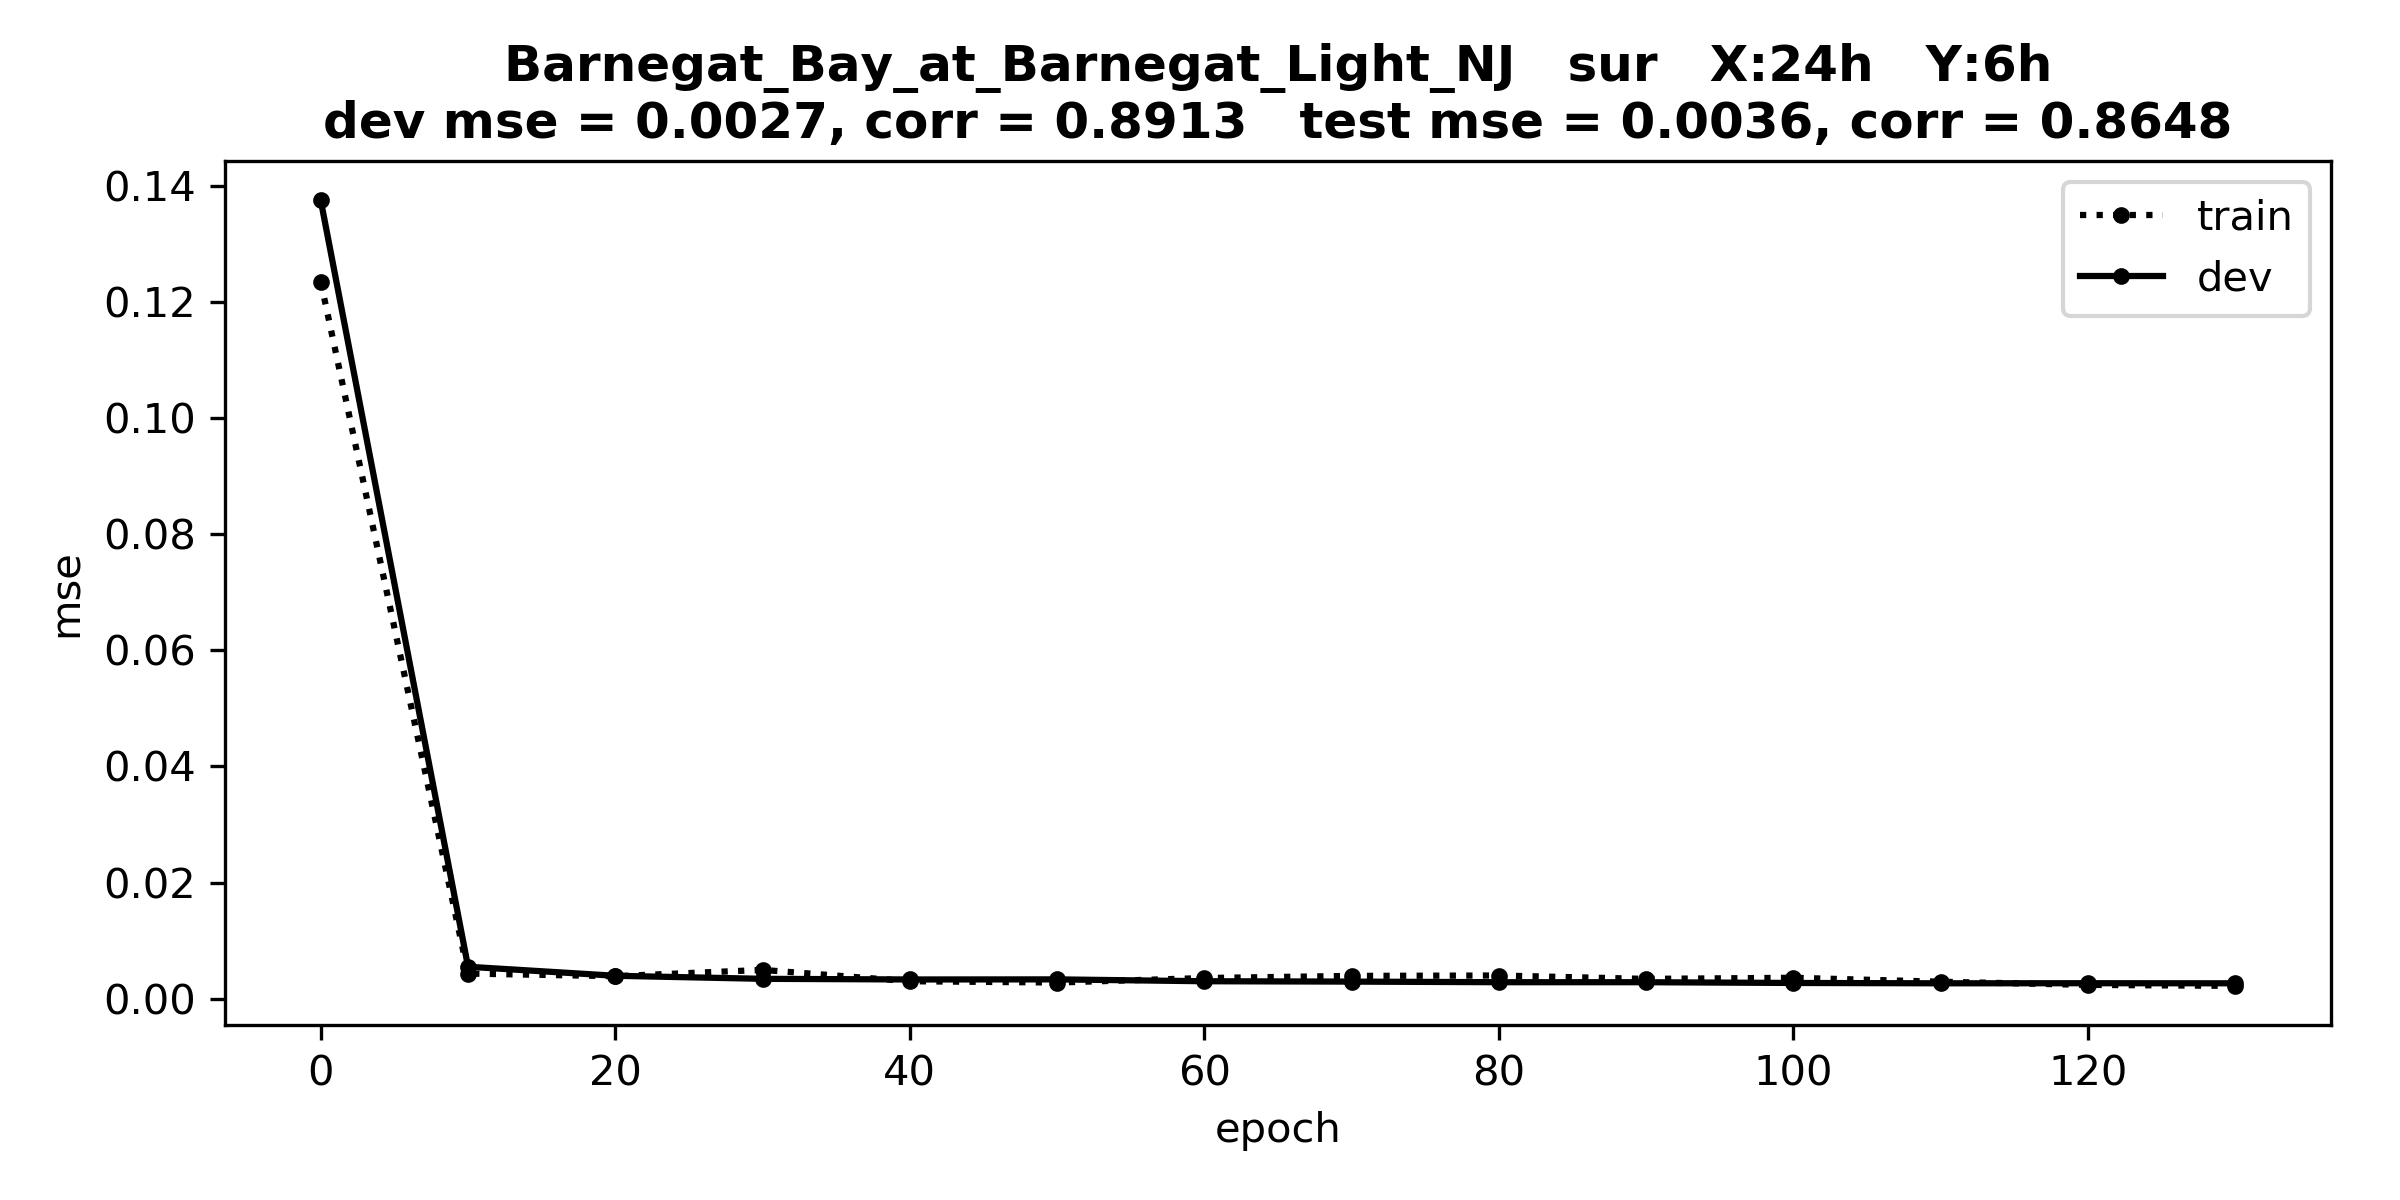 Barnegat_Bay_at_Barnegat_Light_NJ   sur   X:24h   Y:6h
dev mse = 0.0027, corr = 0.8913   test mse = 0.0036, corr = 0.8648
0.14
0.12
0.10
0.08
0.06
0.04
0.02
0.00
mse
train
dev
0 20 40 60 80 100 120
epoch